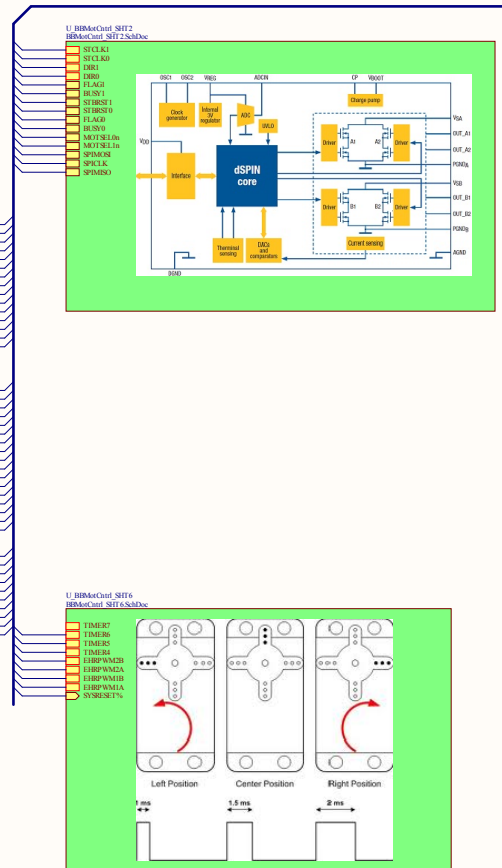 U_BBMotCntrl_SHT2
BBMotCntrl_SHT2.SchDoc
STCLK1
STCLK0
DIR1
DIR0
FLAG1
BUSY1
STBRST1
STBRST0
FLAG0
BUSY0
MOTSEL0n
MOTSEL1n
SPIMOSI
SPICLK
SPIMISO
OSC1 OSC2 VREG ADCIN CP VBOOT
Clock
generator
Internal
3V
regulator
ADC
UVLO
Charge pump
VDD
Interface
dSPIN
core
Driver
A1
A2
Driver
Driver
B1
B2
Driver
VSA
OUT_A1
OUT_A2
PGNDA
VSB
OUT_B1
OUT_B2
PGNDB
AGND
Therminal
sensing
DACs
and
comparators
Current sensing
DGND
U_BBMotCntrl_SHT6
BBMotCntrl_SHT6.SchDoc
TIMER7
TIMER6
TIMER5
TIMER4
EHRPWM2B
EHRPWM2A
EHRPWM1B
EHRPWM1A
SYSRESET%
Left Position Center Position Right Position
1 ms 1.5 ms 2 ms